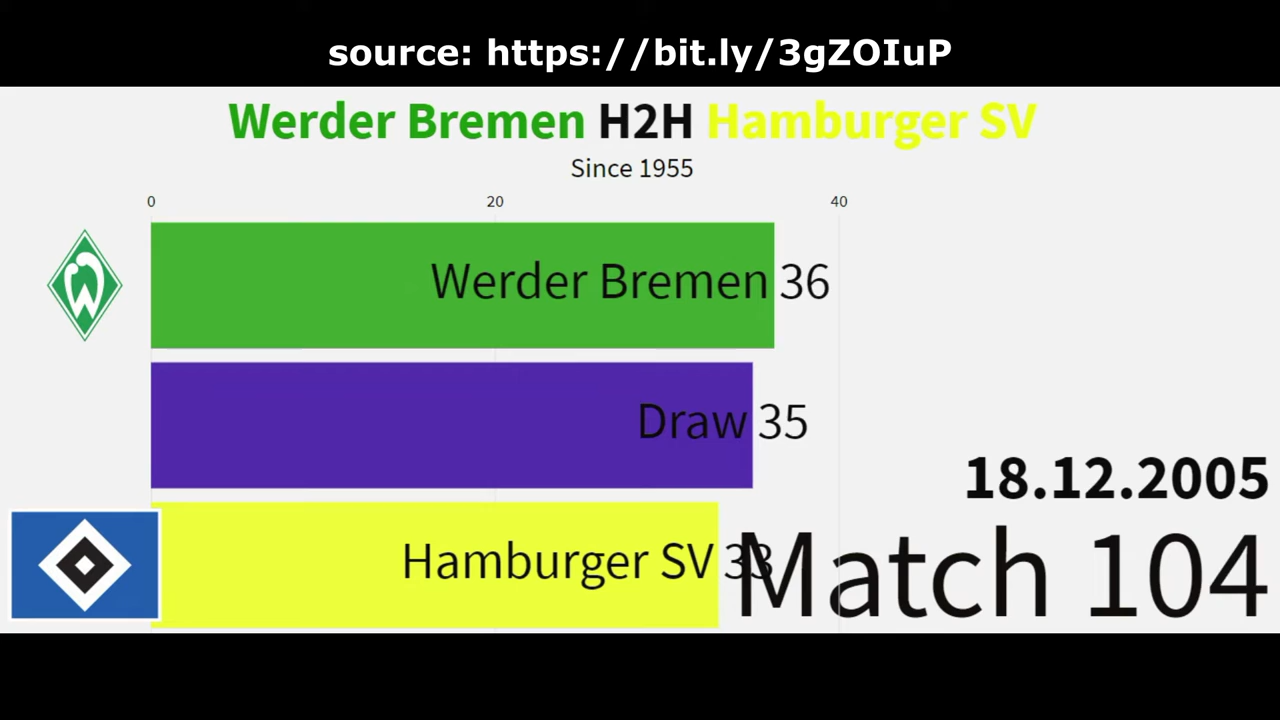 source: https://bit.ly/3gZOIuP
Werder Bremen H2H Hamburger SV
Since 1955
0 20 40
Werder Bremen 36
Draw 35
18.12.2005
Hamburger SV 33
Match 104